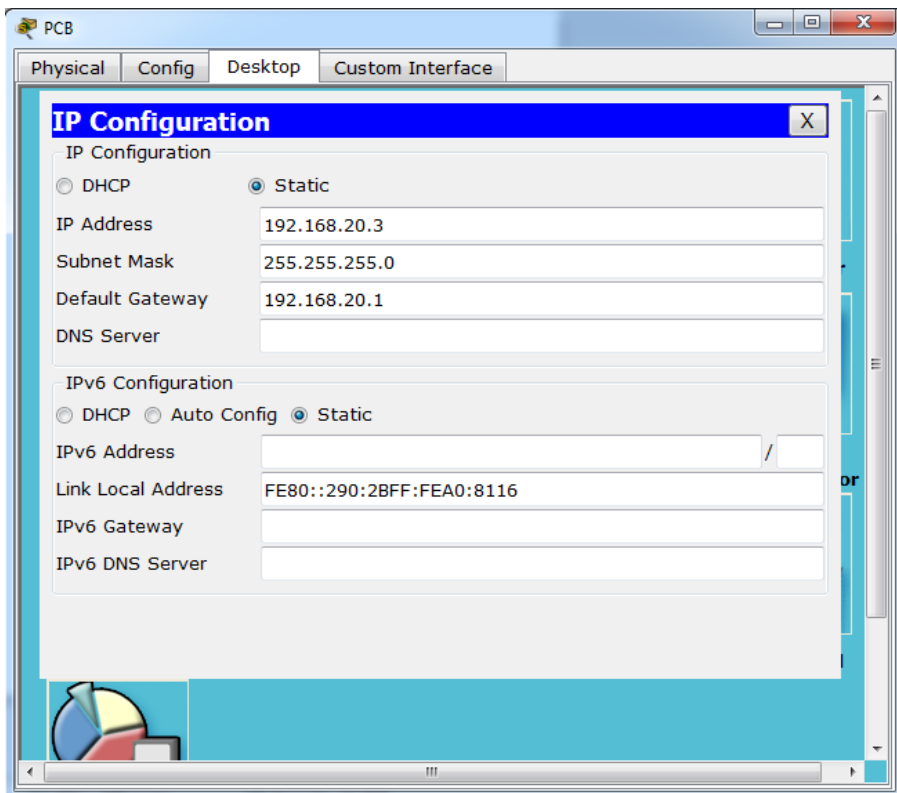 PCB
Physical Config Desktop Custom Interface
IP Configuration X
IP Configuration
DHCP Static
IP Address 192.168.20.3
Subnet Mask 255.255.255.0
Default Gateway 192.168.20.1
DNS Server
IPv6 Configuration
DHCP Auto Config Static
IPv6 Address /
Link Local Address FE80::290:2BFF:FEA0:8116
or
IPv6 Gateway
IPv6 DNS Server